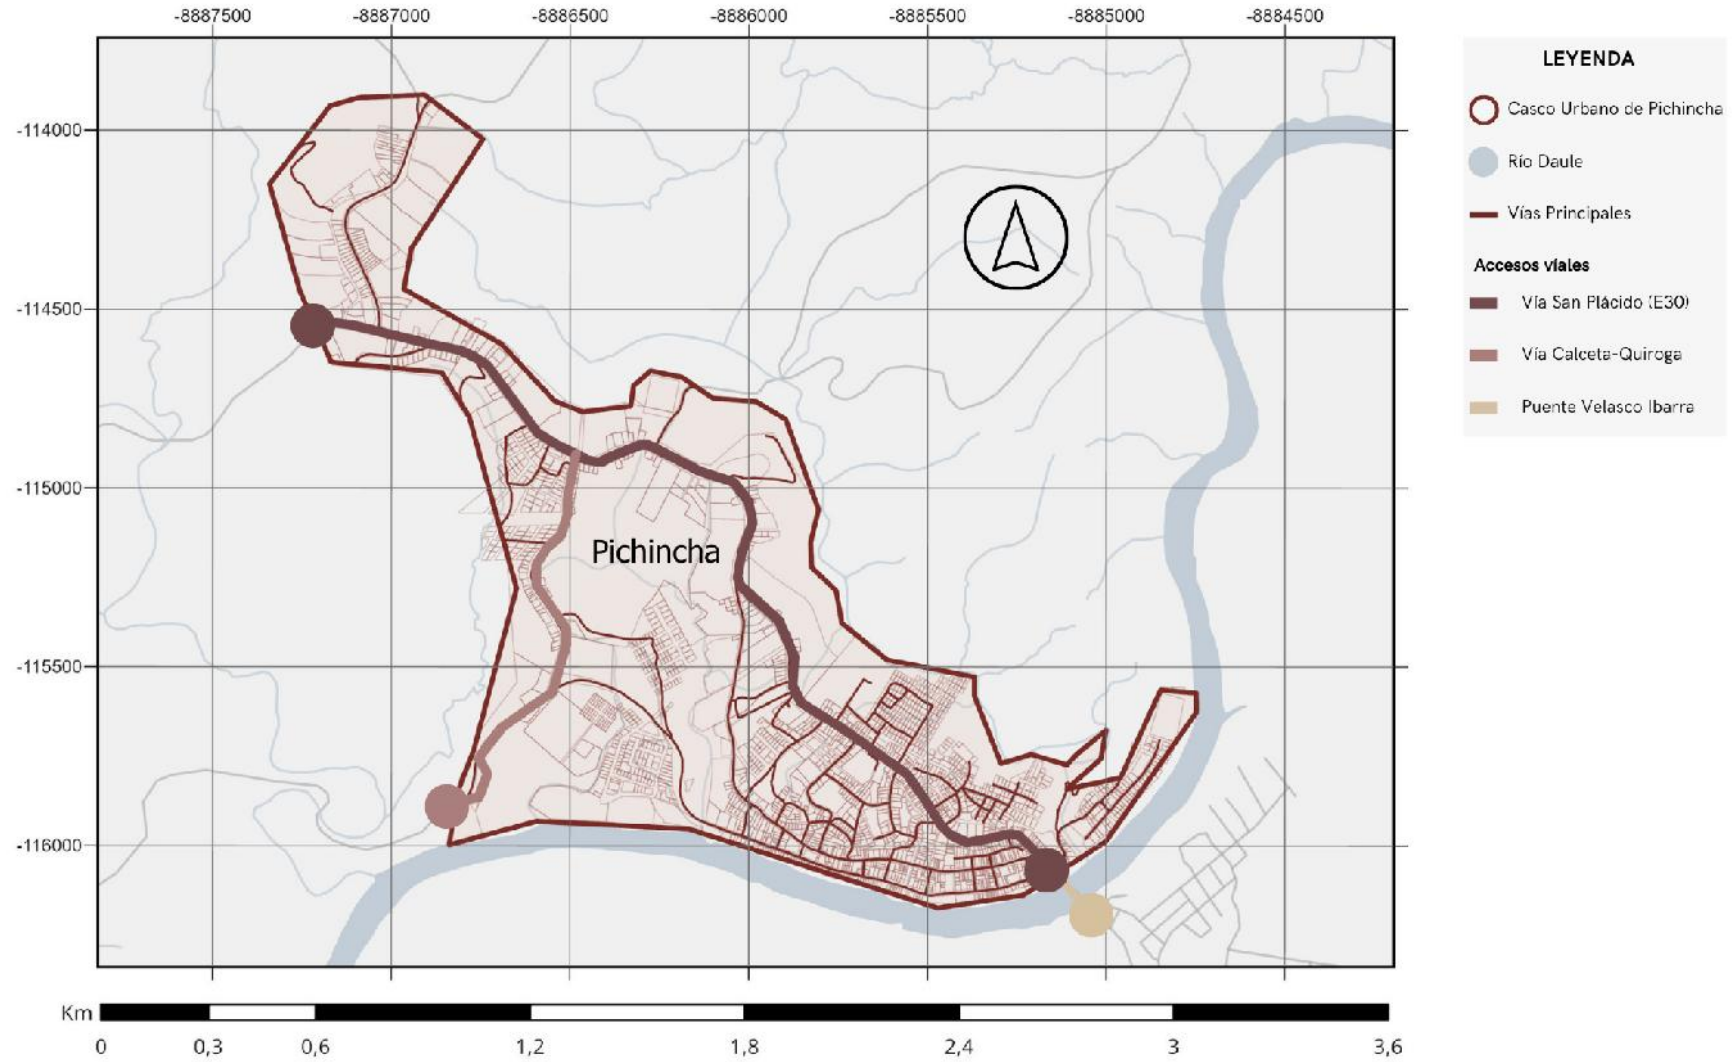 -8887500 -8887000 -8886500 -8886000 -8885500 -8885000 -8884500
LEYENDA
Casco Urbano de Pichincha
Río Daule
Vías Principales
Accesos víales
Vía San Plácido (E30)
Vía Calceta-Quiroga
Puente Velasco Ibarra
-114000
-114500
-115000
-115500
-116000
Pichincha
Km
0 0,3 0,6 1,2 1,8 2,4 3 3,6